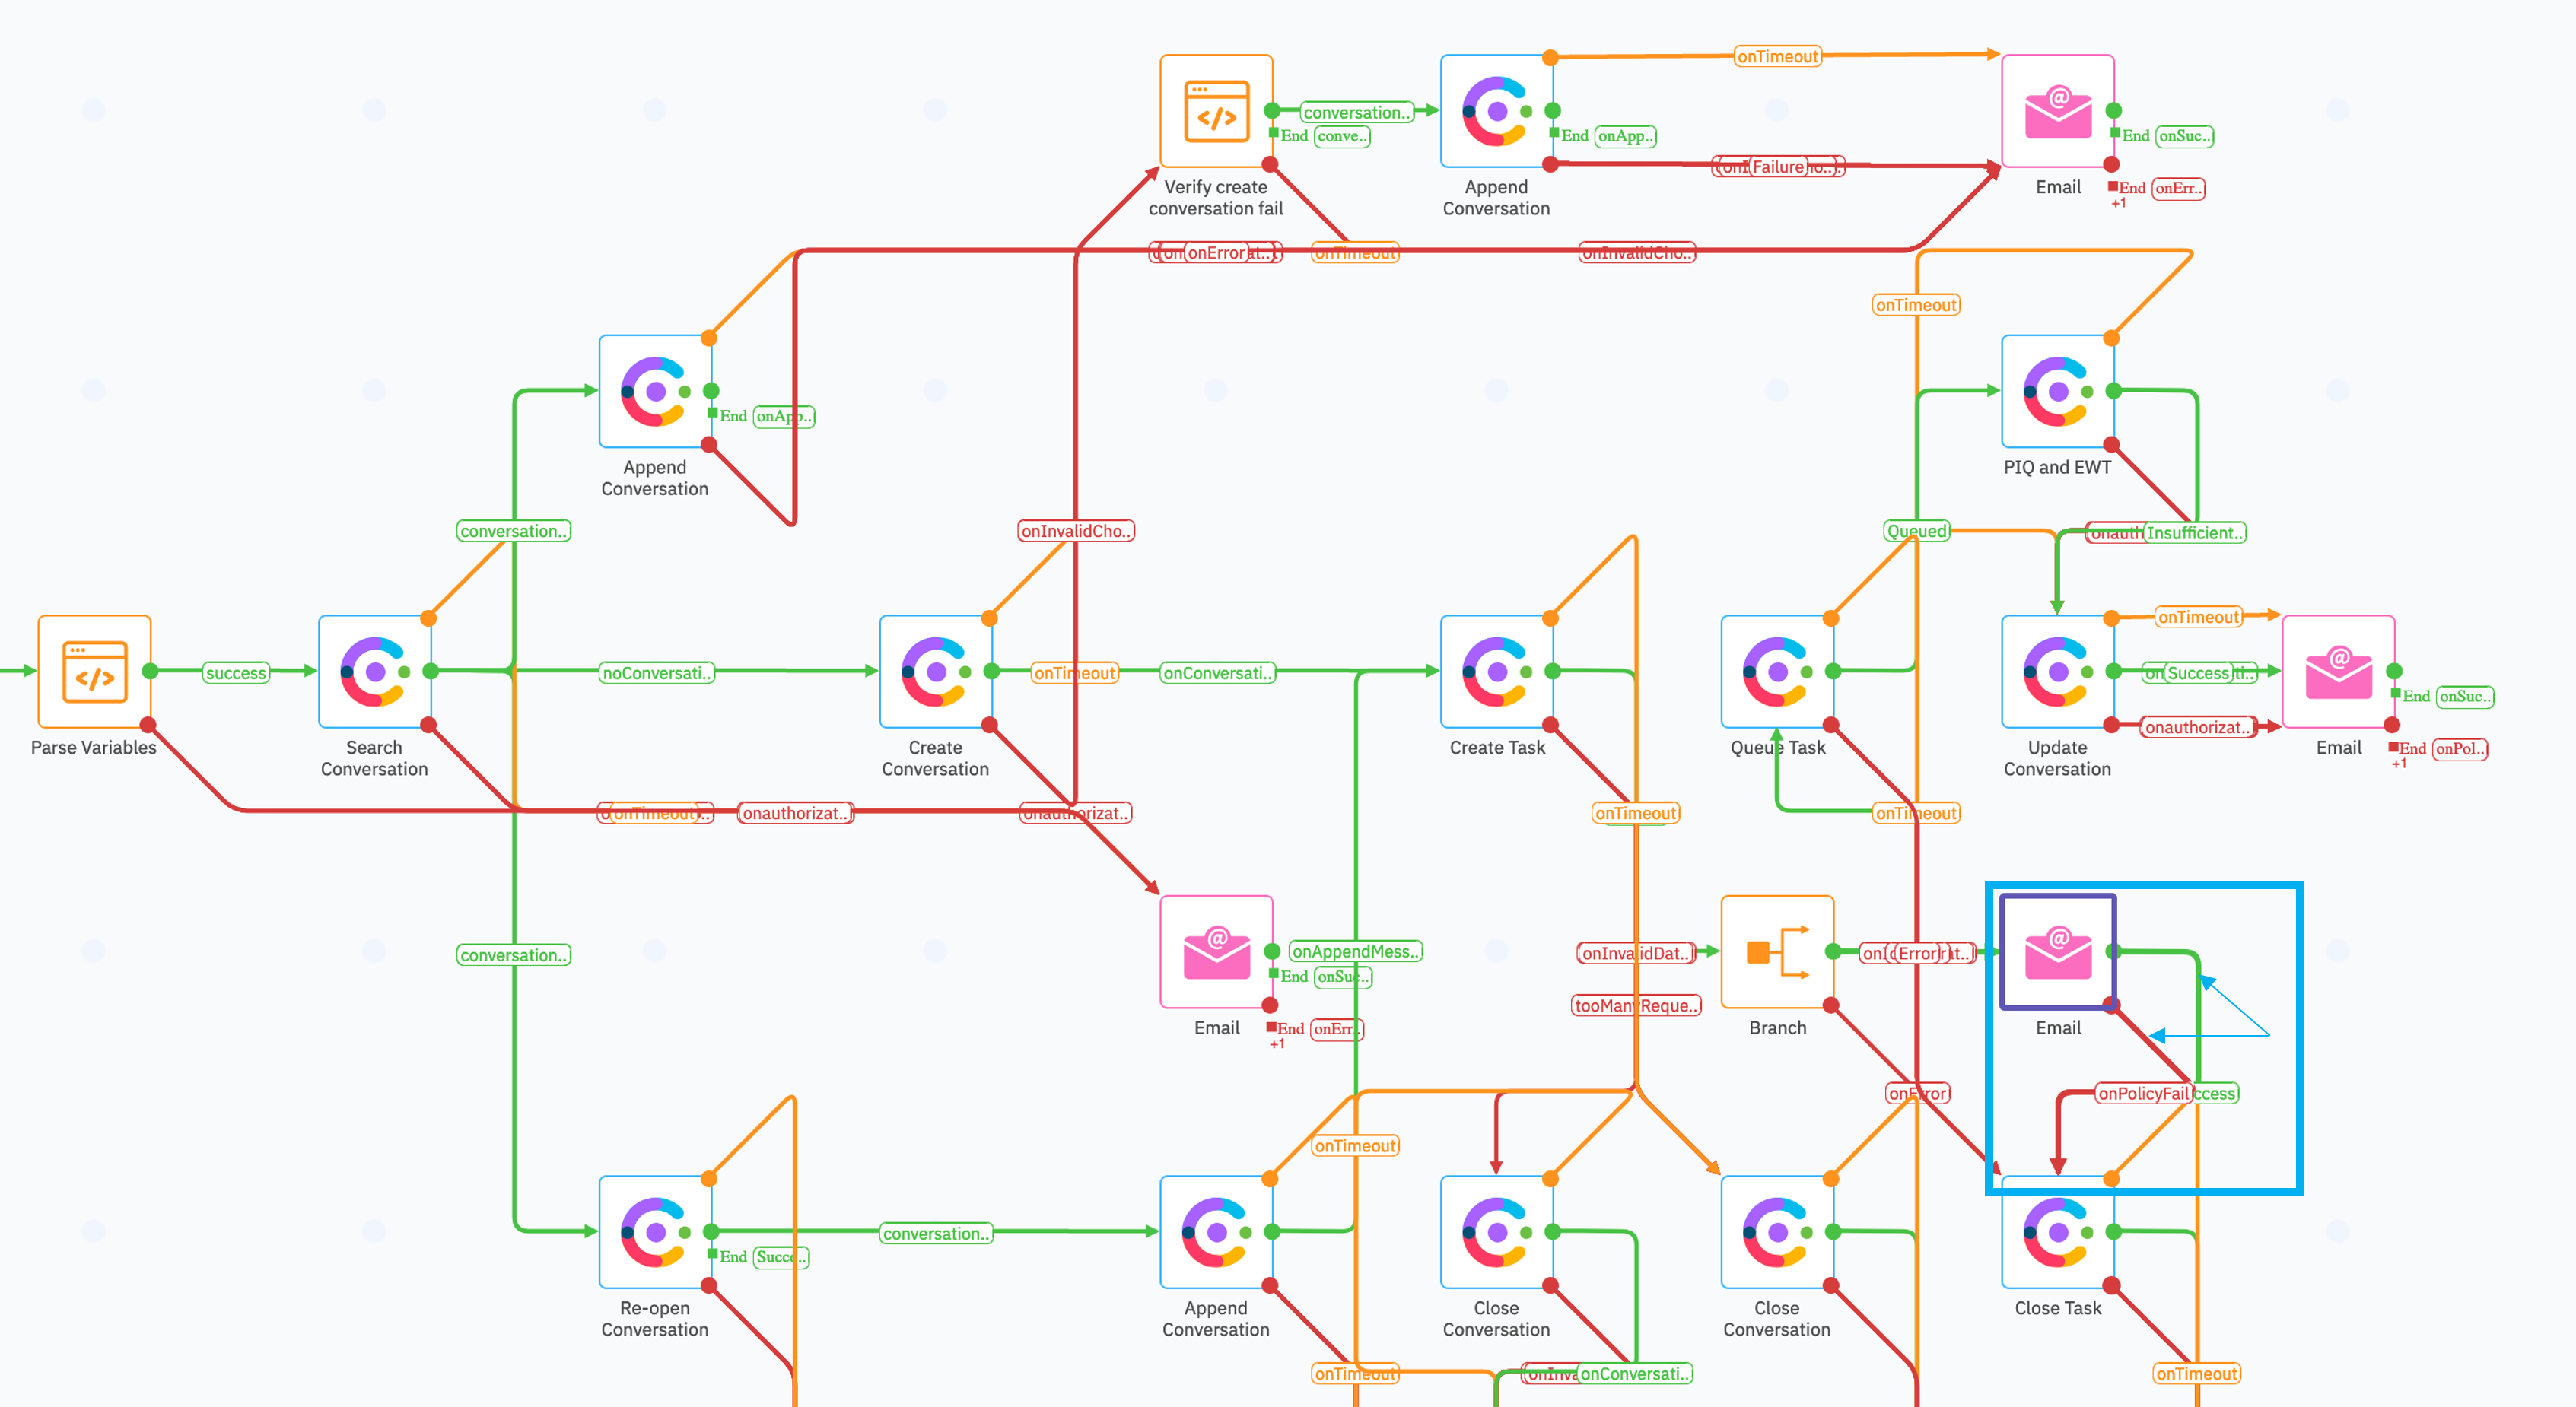 onTimeout
conversation..
End conve..
End onApp..
End onSuc..
Failure
Verify create
conversation fail
Append
Conversation
Email
End onErr..
+1
onError
onTimeout
onInvalidCho..
onTimeout
End onApp..
Append
Conversation
PIQ and EWT
conversation..
onInvalidCho..
Queued
Insufficient..
onTimeout
success
noConversati..
onTimeout
onConversati..
Success
End onSuc..
Parse Variables
Search
Conversation
Create
Conversation
Create Task
Queue Task
onauthorizat..
Update
Conversation
Email
End onPol..
+1
onTimeout
onauthorizat..
onauthorizat..
onTimeout
onTimeout
conversation..
onAppendMess..
End onSuc..
onInvalidDat..
Error
tooManyReque..
Email
End onErr..
+1
Branch
Email
onError
onPolicyFail
ccess
onTimeout
conversation..
End Succe..
Re-open
Conversation
Append
Conversation
Close
Conversation
Close
Conversation
Close Task
onTimeout
onConversati..
onTimeout